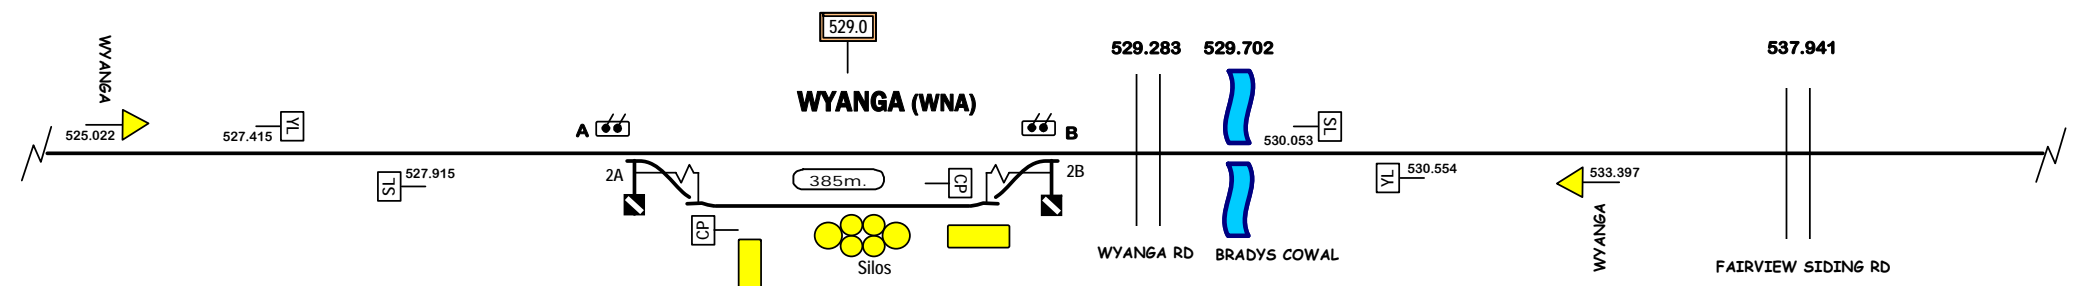 529.0
WYANGA
529.283
529.702
537.941
WYANGA (WNA)
525.022
527.415
YL
A
B
530.053
SL
SL
527.915
2A
385m.
CP
2B
YL
530.554
533.397
CP
WYANGA
WYANGA RD
BRADYS COWAL
FAIRVIEW SIDING RD
Silos